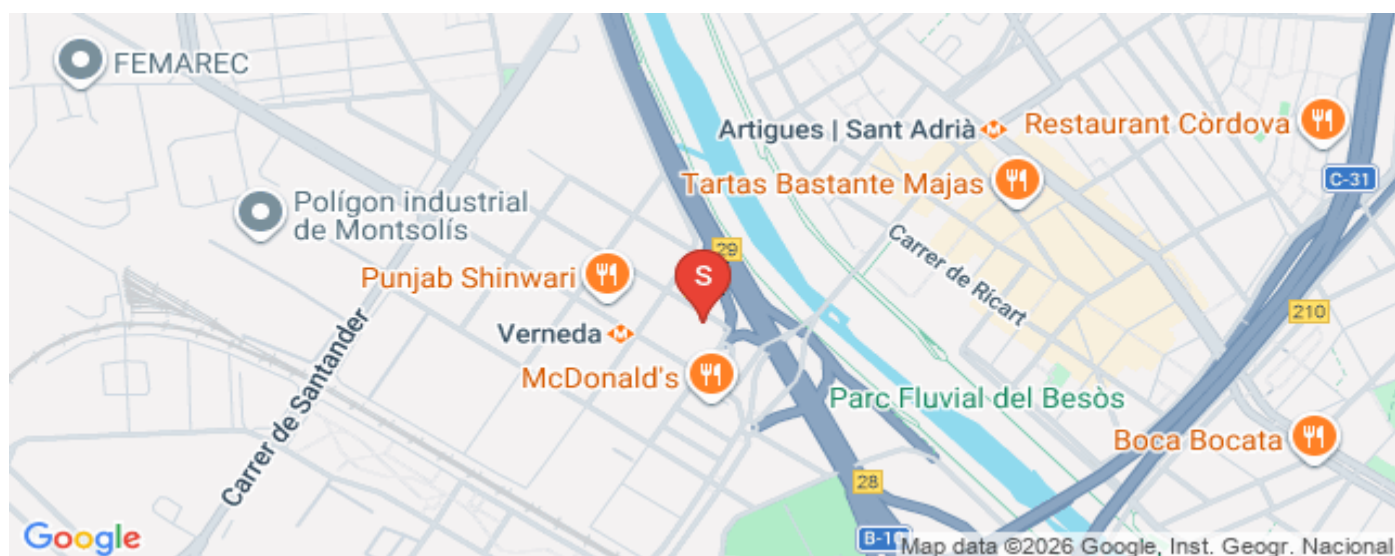 FEMAREC
Artigues | Sant Adrià
Restaurant Còrdova
C-31
Tartas Bastante Majas
Polígon industrial
de Montsolís
29
Carrer de Ricart
Punjab Shinwari
S
210
Verneda
McDonald's
Carrer de Santander
Parc Fluvial del Besòs
Boca Bocata
28
Google
Map data ©2026 Google, Inst. Geogr. Nacional